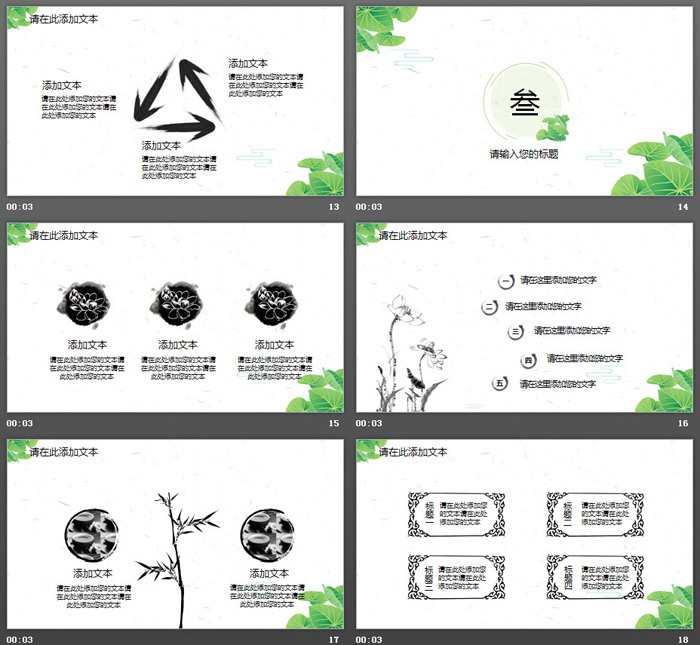 请在此添加文本
添加文本
请在此处添加您的文本请
在此处添加您的文本请在
此处添加您的文本
添加文本
请在此处添加您的文本请
在此处添加您的文本请在
此处添加您的文本
添加文本
请在此处添加您的文本请
在此处添加您的文本请在
此处添加您的文本
00:03
13
叁
请输入您的标题
00:03
14
请在此添加文本
添加文本
请在此处添加您的文本请
在此处添加您的文本请在
此处添加您的文本
添加文本
请在此处添加您的文本请
在此处添加您的文本请在
此处添加您的文本
添加文本
请在此处添加您的文本请
在此处添加您的文本请在
此处添加您的文本
00:03
15
请在此添加文本
一 请在这里添加您的文字
二 请在这里添加您的文字
三 请在这里添加您的文字
四 请在这里添加您的文字
五 请在这里添加您的文字
00:03
16
请在此添加文本
添加文本
请在此处添加您的文本请
在此处添加您的文本请在
此处添加您的文本
添加文本
请在此处添加您的文本请
在此处添加您的文本请在
此处添加您的文本
00:03
17
请在此添加文本
标题一
请在此处添加您
的文本请在此处
添加您的文本
标题二
请在此处添加您
的文本请在此处
添加您的文本
标题三
请在此处添加您
的文本请在此处
添加您的文本
标题四
请在此处添加您
的文本请在此处
添加您的文本
00:03
18